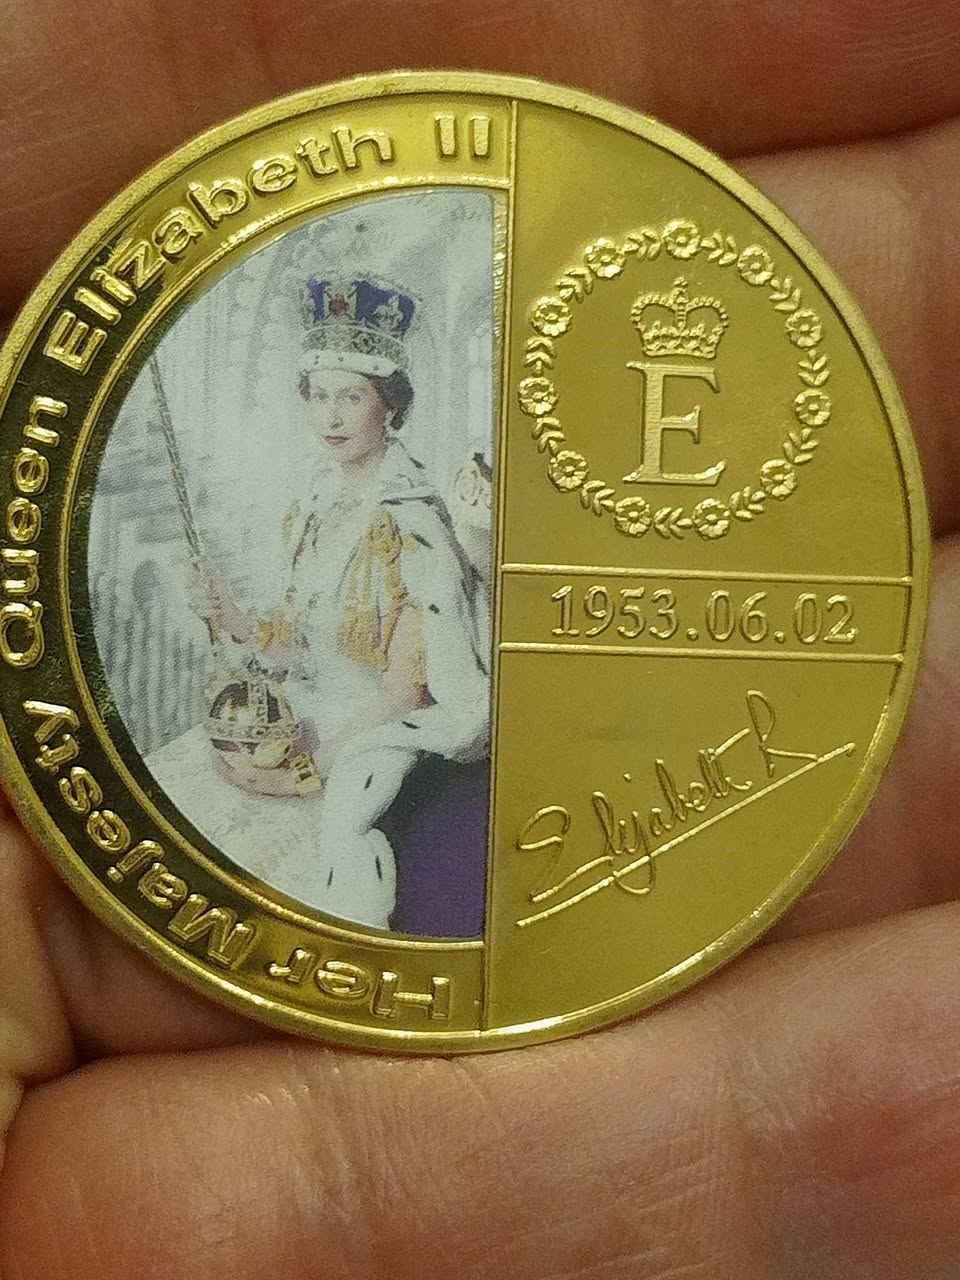 Her Majesty Queen Elizabeth II
E
1953.06.02
Elizabeth R